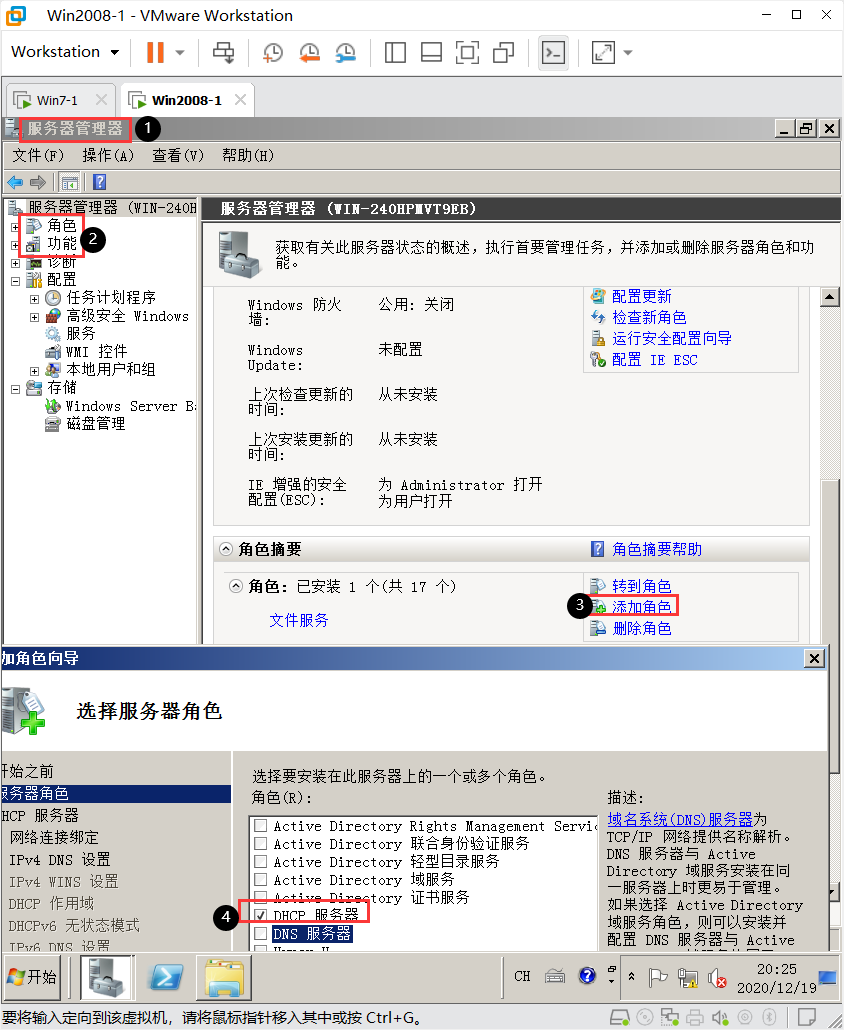 Win2008-1 - VMware Workstation
Workstation
Win7-1
Win2008-1
服务器管理器
1
文件(F) 操作(A) 查看(V) 帮助(H)
服务器管理器 (WIN-240H
角色
功能
2
诊断
配置
任务计划程序
高级安全 Windows
服务
WMI 控件
本地用户和组
存储
Windows Server Ba
磁盘管理
服务器管理器 (WIN-240HPMVT9EB)
获取有关此服务器状态的概述，执行首要管理任务，并添加或删除服务器角色和功
能。
Windows 防火
墙:
公用: 关闭
Windows
Update:
未配置
上次检查更新的
时间:
从未安装
上次安装更新的
时间:
从未安装
IE 增强的安全
配置(ESC):
为 Administrator 打开
为用户打开
配置更新
检查新角色
运行安全配置向导
配置 IE ESC
角色摘要
角色摘要帮助
角色: 已安装 1 个(共 17 个)
文件服务
转到角色
3
添加角色
删除角色
加角色向导
选择服务器角色
开始之前
服务器角色
HCP 服务器
网络连接绑定
IPv4 DNS 设置
IPv4 WINS 设置
DHCP 作用域
DHCPv6 无状态模式
IPv6 DNS 设置
选择要安装在此服务器上的一个或多个角色。
角色(R):
Active Directory Rights Management Servic
Active Directory 联合身份验证服务
Active Directory 轻型目录服务
Active Directory 域服务
Active Directory 证书服务
4
DHCP 服务器
DNS 服务器
描述:
域名系统(DNS)服务器为
TCP/IP 网络提供名称解析。
DNS 服务器与 Active
Directory 域服务安装在同
一服务器上时更易于管理。
如果选择 Active Directory
域服务角色，则可以安装并
配置 DNS 服务器与 Active
开始
CH
20:25
2020/12/19
要将输入定向到该虚拟机，请将鼠标指针移入其中或按 Ctrl+G。